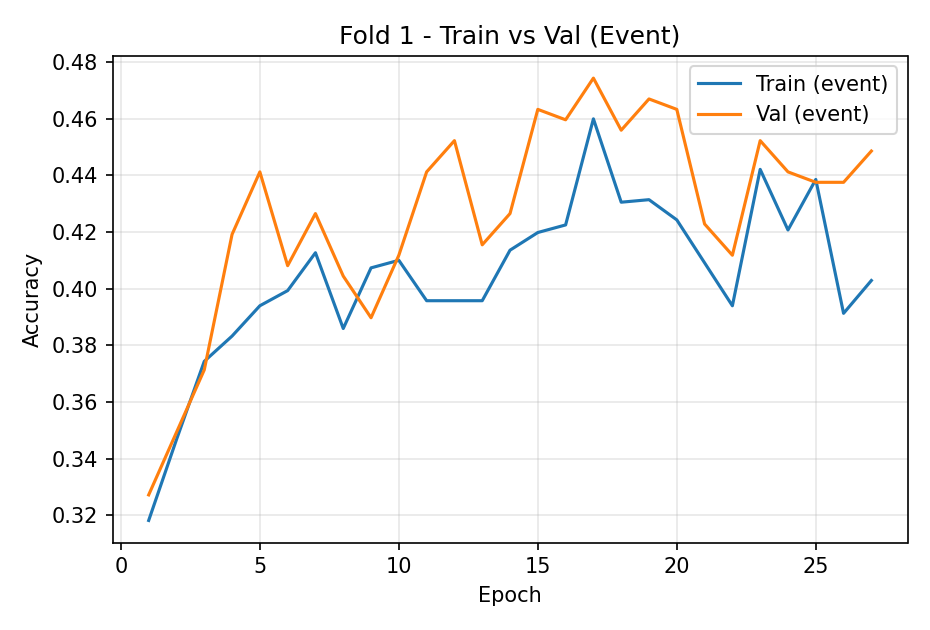 Fold 1 - Train vs Val (Event)
Train (event)
Val (event)
0.48
0.46
0.44
0.42
0.40
0.38
0.36
0.34
0.32
Accuracy
0 5 10 15 20 25
Epoch